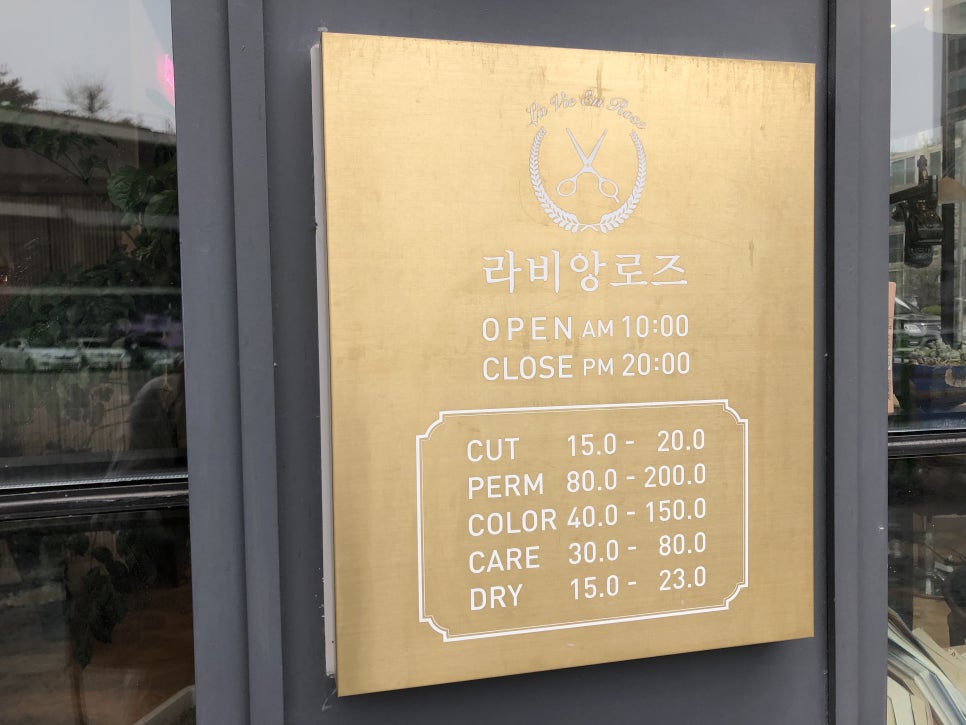 La Vie En Rose
라비앙로즈
OPEN AM 10:00
CLOSE PM 20:00
CUT 15.0 - 20.0
PERM 80.0 - 200.0
COLOR 40.0 - 150.0
CARE 30.0 - 80.0
DRY 15.0 - 23.0